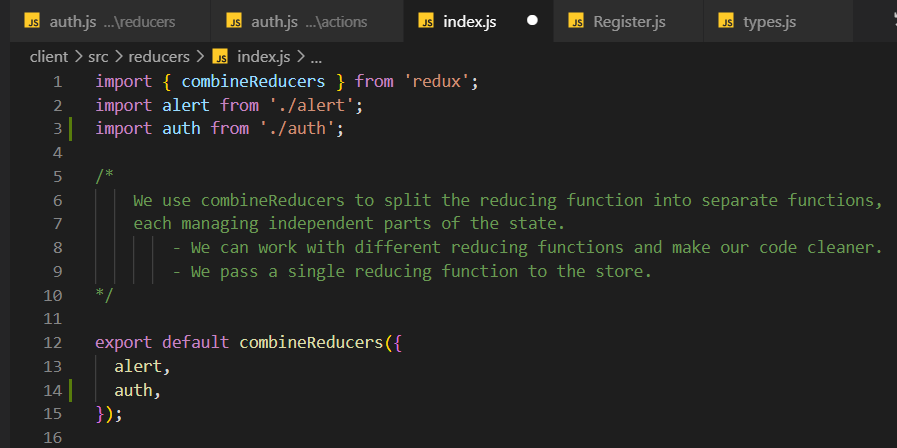 JS auth.js ...\reducers JS auth.js ...\actions JS index.js JS Register.js JS types.js
client > src > reducers > JS index.js > ...
1 import { combineReducers } from 'redux';
2 import alert from './alert';
3 import auth from './auth';
4
5 /*
6 We use combineReducers to split the reducing function into separate functions,
7 each managing independent parts of the state.
8 - We can work with different reducing functions and make our code cleaner.
9 - We pass a single reducing function to the store.
10 */
11
12 export default combineReducers({
13 alert,
14 auth,
15 });
16